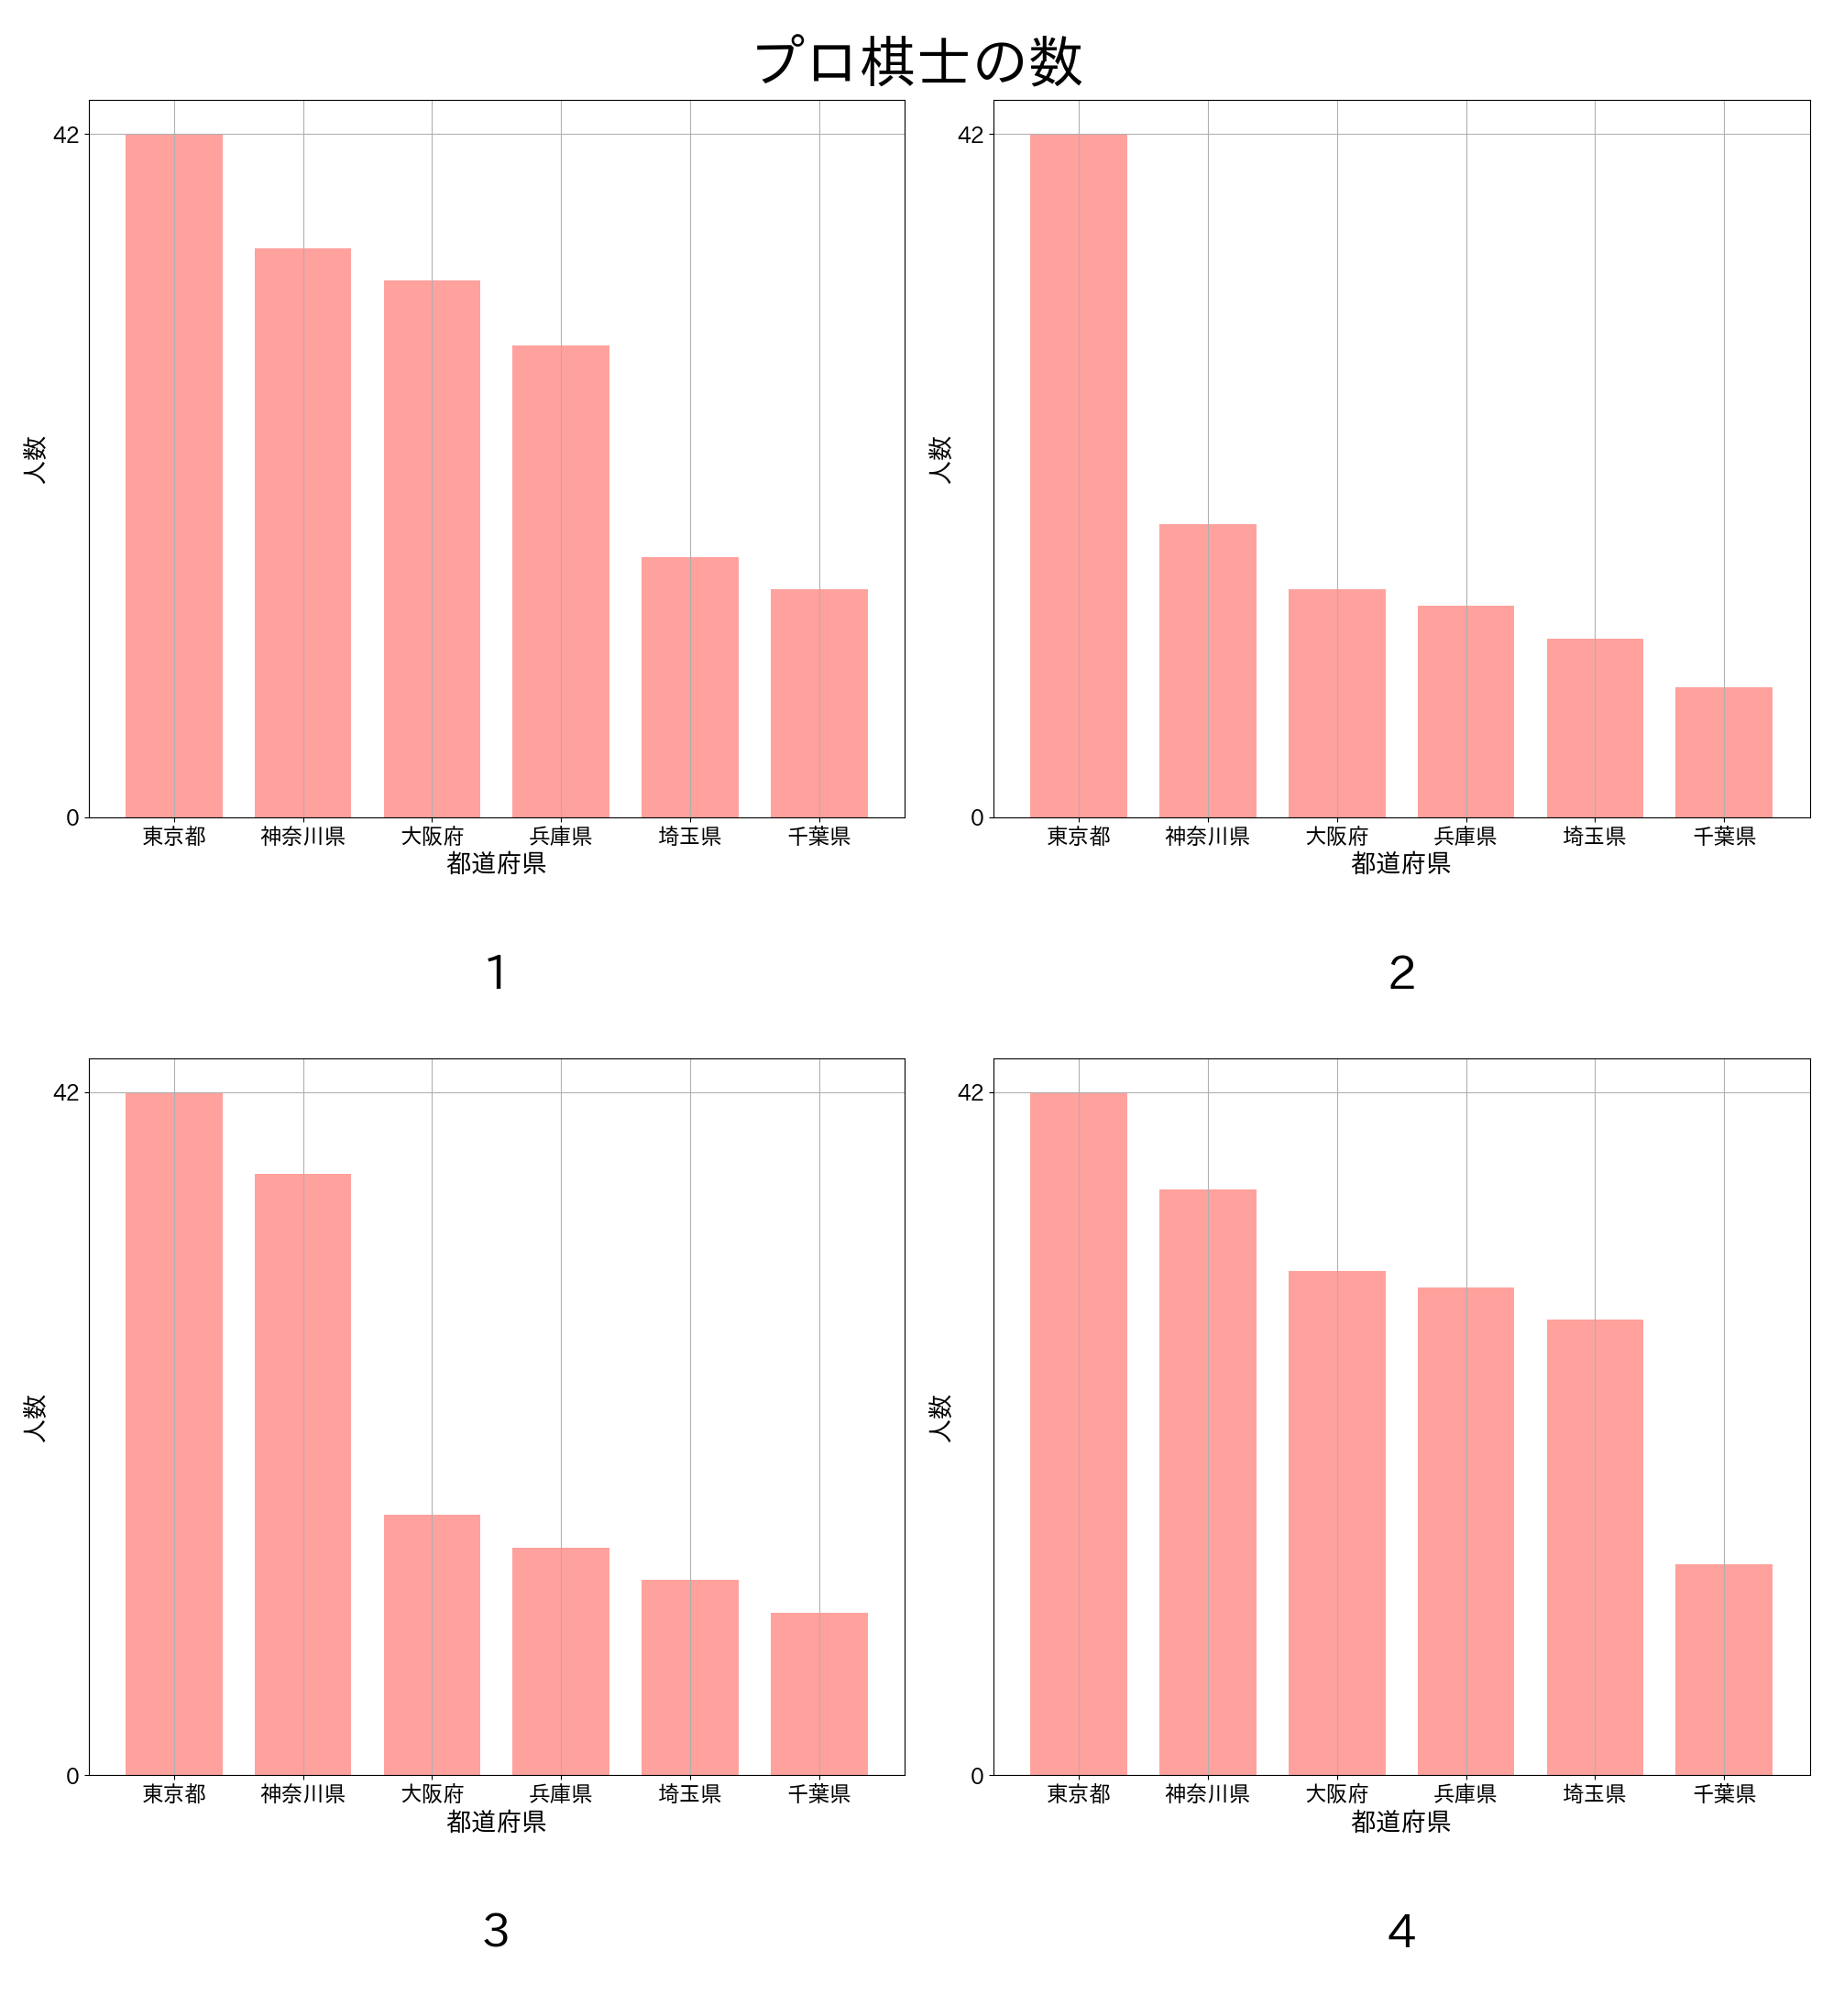 プロ棋士の数
42
0
人数
東京都 神奈川県 大阪府 兵庫県 埼玉県 千葉県
都道府県
1
42
0
人数
東京都 神奈川県 大阪府 兵庫県 埼玉県 千葉県
都道府県
2
42
0
人数
東京都 神奈川県 大阪府 兵庫県 埼玉県 千葉県
都道府県
3
42
0
人数
東京都 神奈川県 大阪府 兵庫県 埼玉県 千葉県
都道府県
4